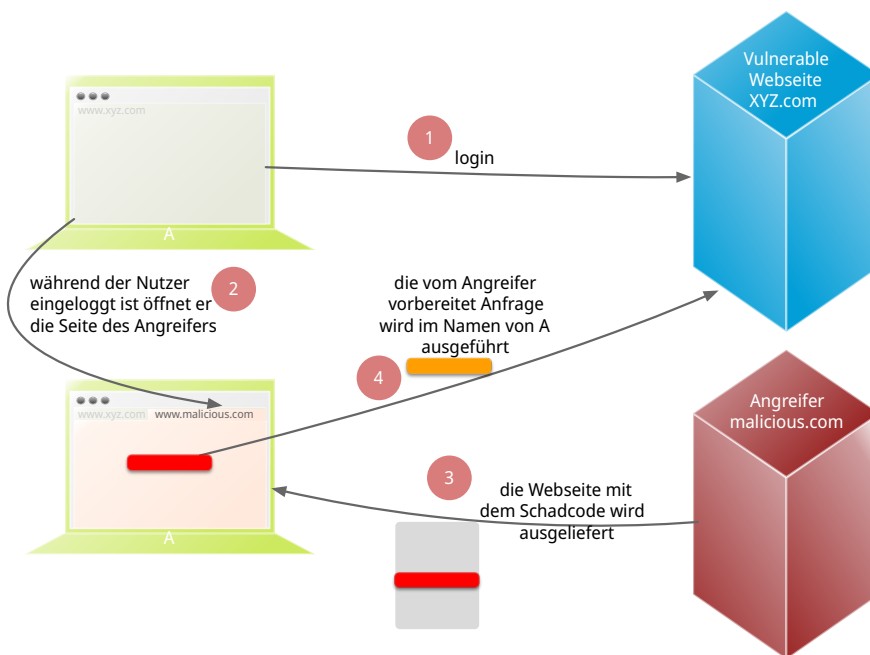 Vulnerable
Webseite
XYZ.com
www.xyz.com
1
login
A
während der Nutzer
eingeloggt ist öffnet er
die Seite des Angreifers
2
die vom Angreifer
vorbereitet Anfrage
wird im Namen von A
ausgeführt
4
Angreifer
malicious.com
www.xyz.com
www.malicious.com
3
die Webseite mit
dem Schadcode wird
ausgeliefert
A